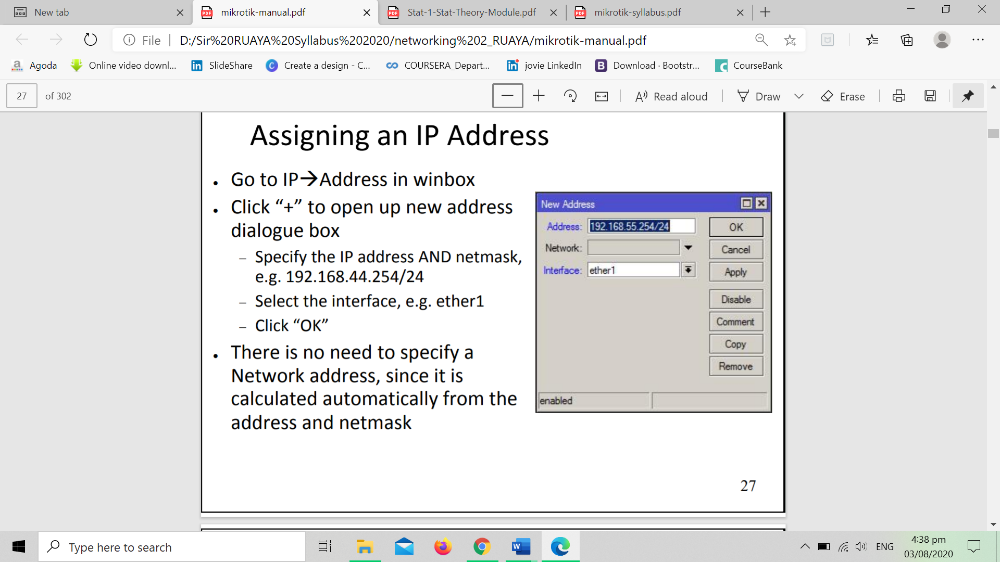 New tab
mikrotik-manual.pdf
Stat-1-Stat-Theory-Module.pdf
mikrotik-syllabus.pdf
File
D:/Sir%20RUAYA%20Syllabus%202020/networking%202_RUAYA/mikrotik-manual.pdf
Agoda
Online video downl...
SlideShare
Create a design - C...
COURSERA_Depart...
jovie LinkedIn
Download · Bootstr...
CourseBank
27 of 302
Read aloud
Draw
Erase
Assigning an IP Address
• Go to IP→Address in winbox
• Click “+” to open up new address
dialogue box
– Specify the IP address AND netmask,
e.g. 192.168.44.254/24
– Select the interface, e.g. ether1
– Click “OK”
• There is no need to specify a
Network address, since it is
calculated automatically from the
address and netmask
New Address
Address: 192.168.55.254/24
Network:
Interface: ether1
OK
Cancel
Apply
Disable
Comment
Copy
Remove
enabled
27
Type here to search
ENG
4:38 pm
03/08/2020